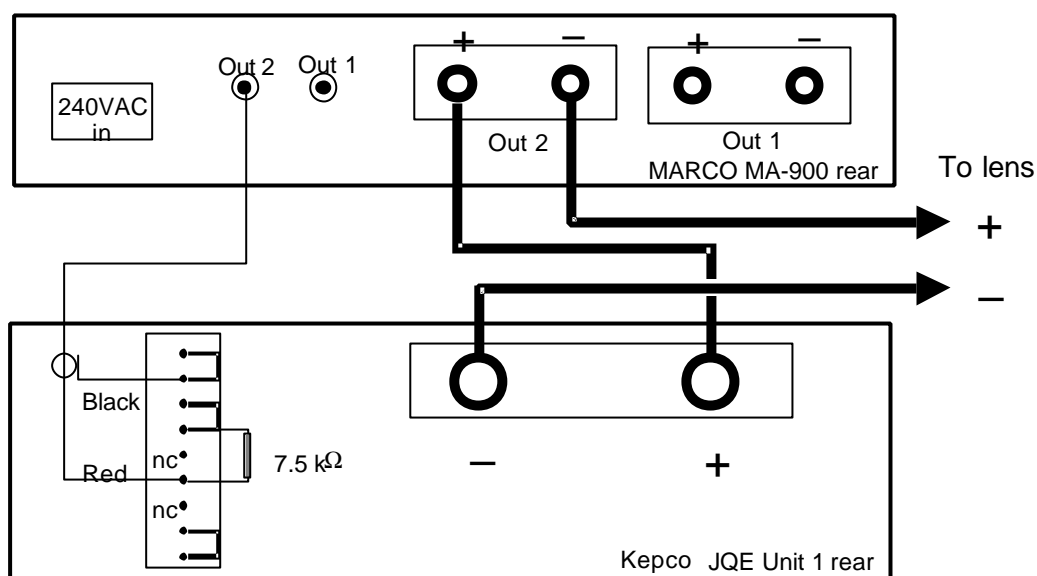 + − + −
Out 2 Out 1
240VAC
in
Out 2
Out 1
MARCO MA-900 rear
To lens
+
−
Black
Red
nc
nc
7.5 kΩ
− +
Kepco JQE Unit 1 rear